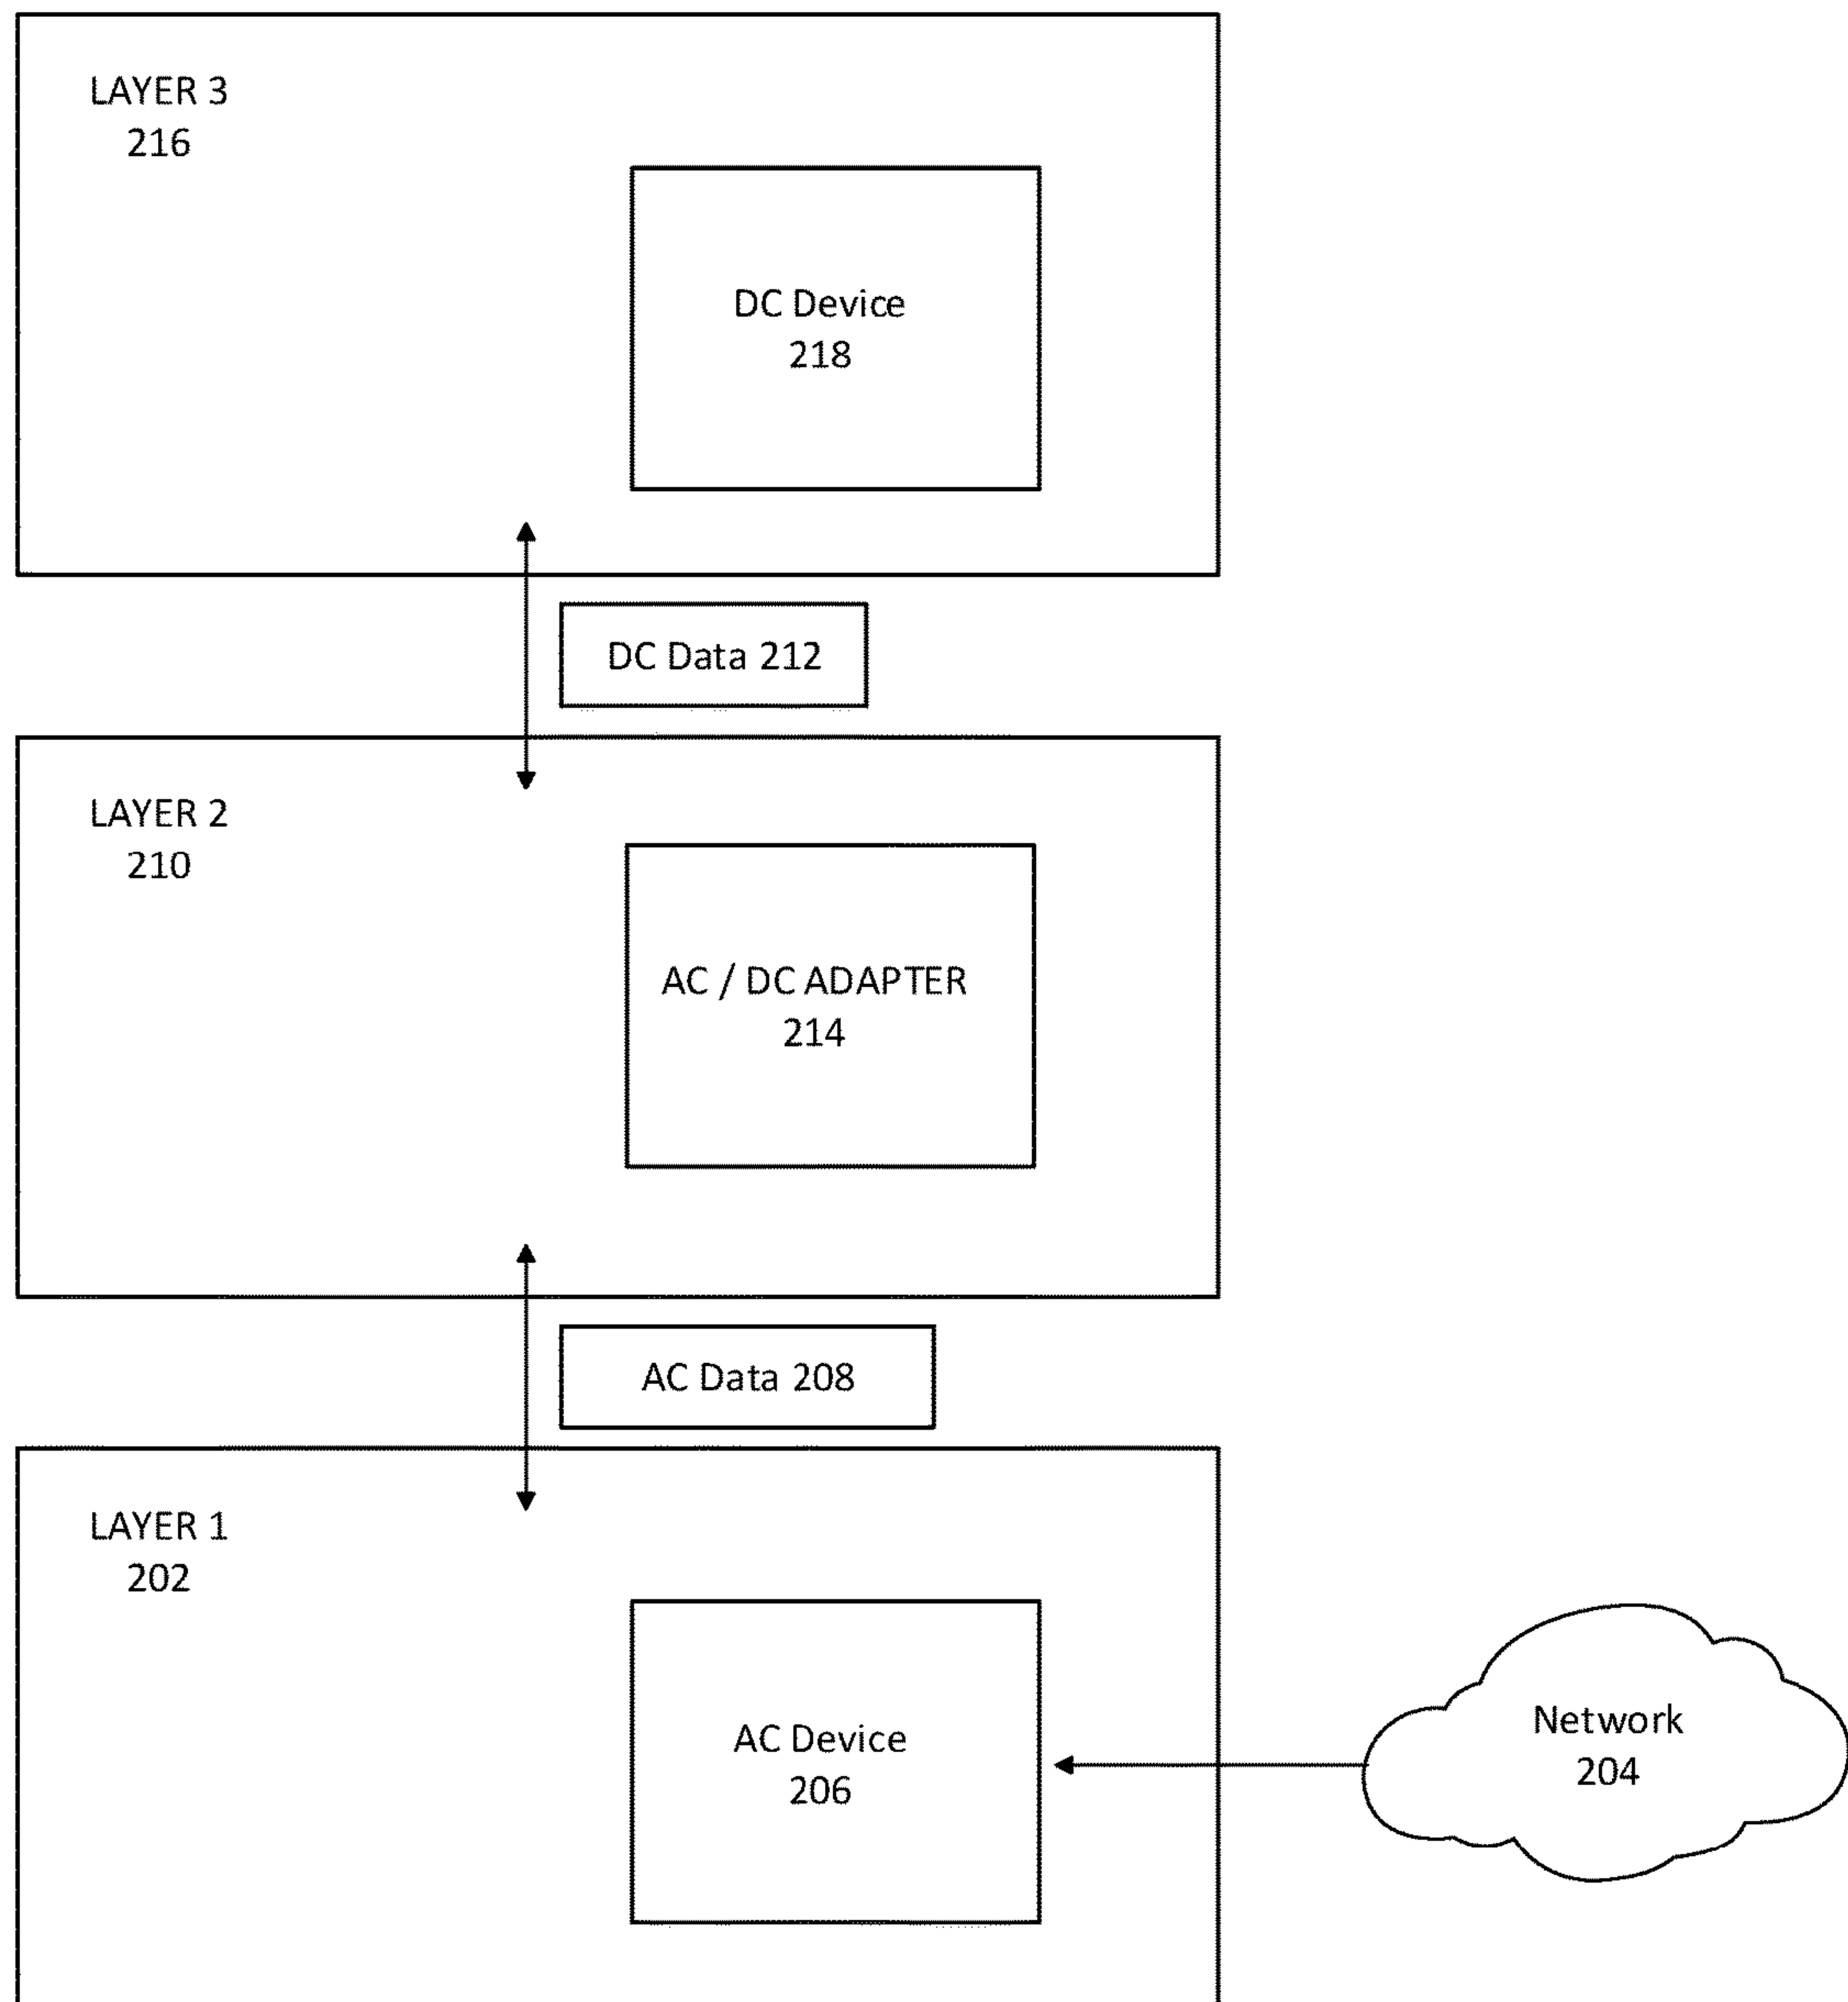 LAYER 3
216
DC Device
218
DC Data 212
LAYER 2
210
AC / DC ADAPTER
214
AC Data 208
LAYER 1
202
AC Device
206
Network
204